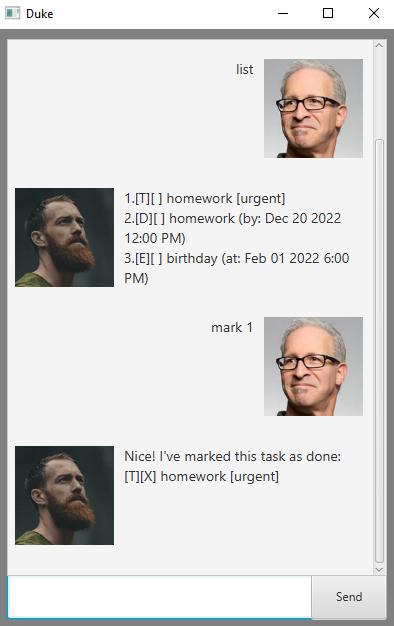 Duke
list
1.[T][ ] homework [urgent]
2.[D][ ] homework (by: Dec 20 2022
12:00 PM)
3.[E][ ] birthday (at: Feb 01 2022 6:00
PM)
mark 1
Nice! I've marked this task as done:
[T][X] homework [urgent]
Send